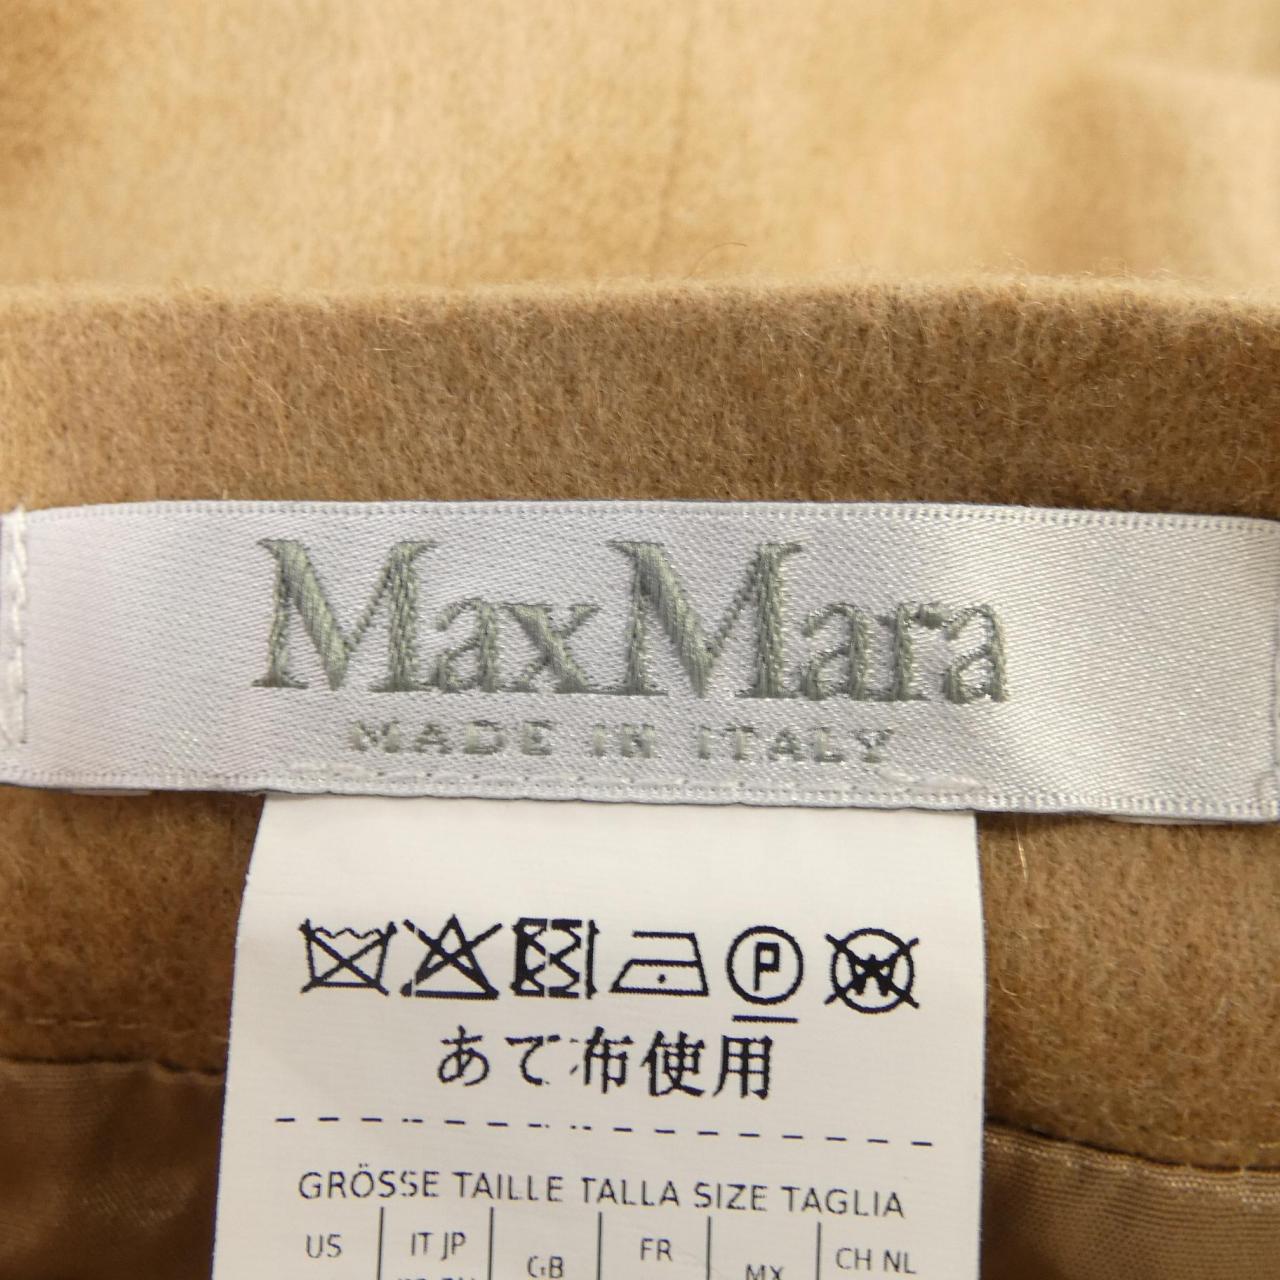 MaxMara
MADE IN ITALY
P W
あて布使用
GRÖSSE TAILLE TALLA SIZE TAGLIA
US IT JP GB FR MX CH NL